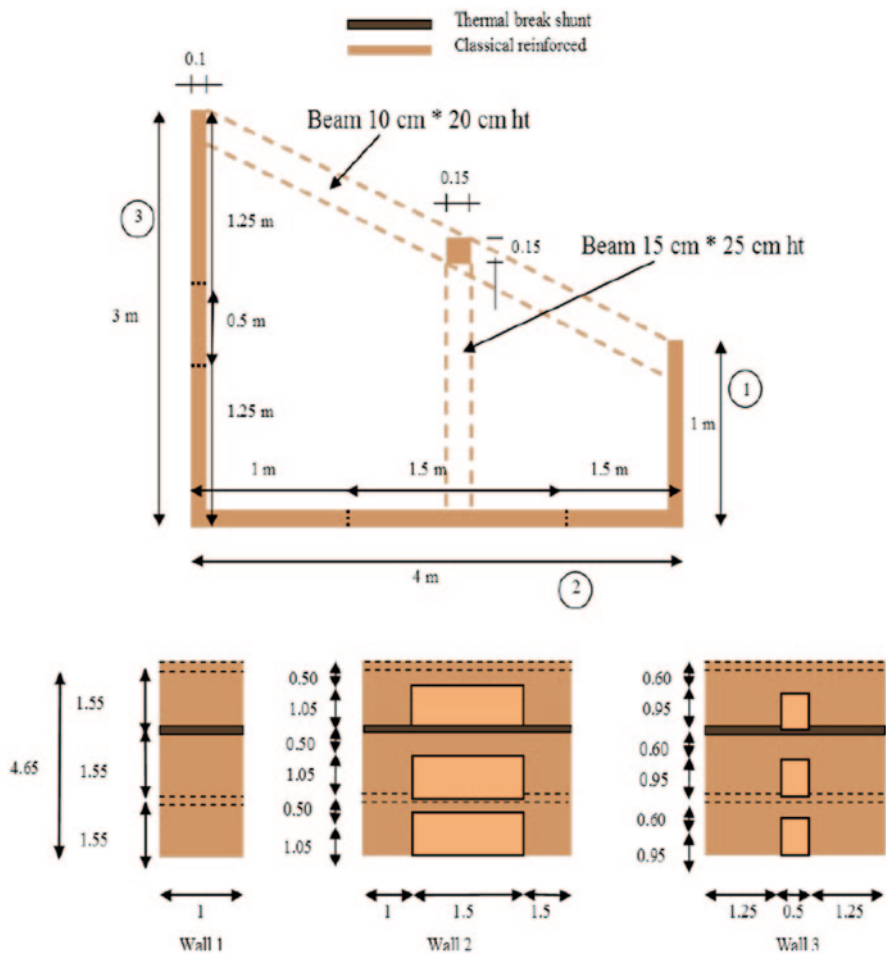 Thermal break shunt
Classical reinforced
0.1
Beam 10 cm * 20 cm ht
0.15
3
1.25 m
0.15
Beam 15 cm * 25 cm ht
3 m
0.5 m
1
1.25 m
1 m
1 m
1.5 m
1.5 m
4 m
2
0.50
0.60
1.55
1.05
0.95
0.50
0.60
4.65
1.55
1.05
0.95
0.50
0.60
1.55
1.05
0.95
1
1
1.5
1.5
1.25
0.5
1.25
Wall 1
Wall 2
Wall 3